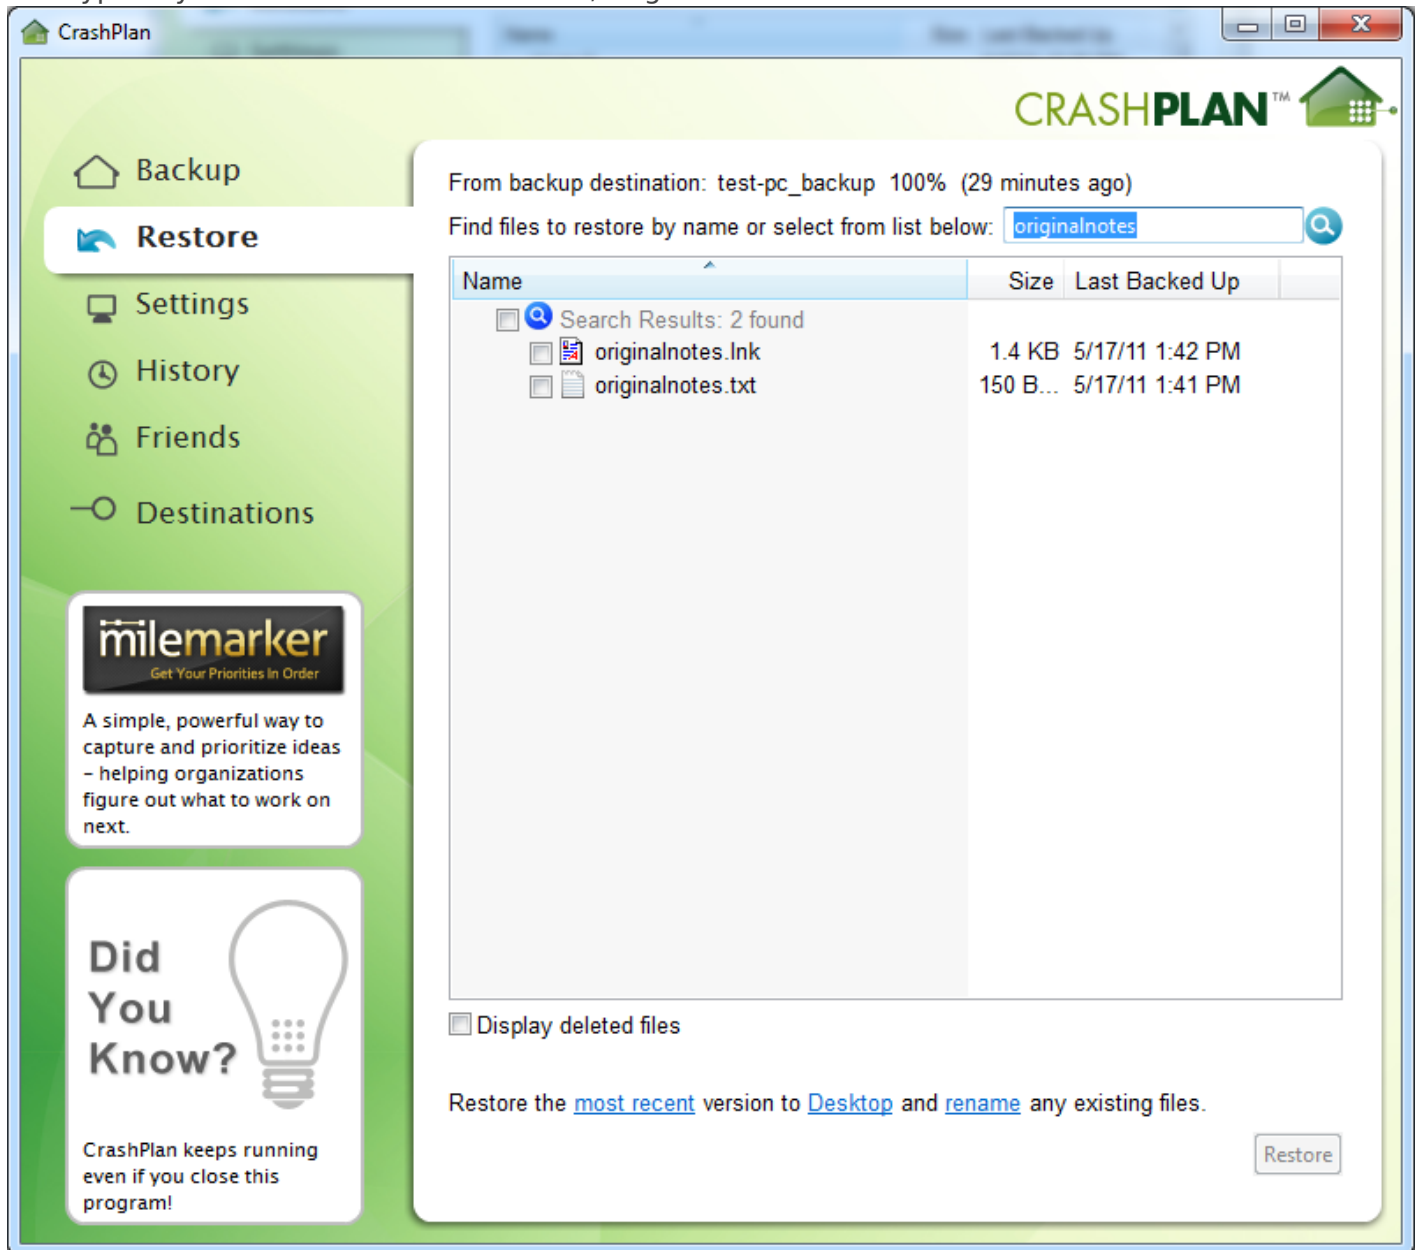 CrashPlan
CRASHPLAN™
Backup
Restore
Settings
History
Friends
Destinations
milemarker
Get Your Priorities In Order
A simple, powerful way to
capture and prioritize ideas
– helping organizations
figure out what to work on
next.
Did
You
Know?
CrashPlan keeps running
even if you close this
program!
From backup destination: test-pc_backup 100% (29 minutes ago)
Find files to restore by name or select from list below: originalnotes
Name Size Last Backed Up
Search Results: 2 found
originalnotes.lnk 1.4 KB 5/17/11 1:42 PM
originalnotes.txt 150 B... 5/17/11 1:41 PM
Display deleted files
Restore the most recent version to Desktop and rename any existing files.
Restore